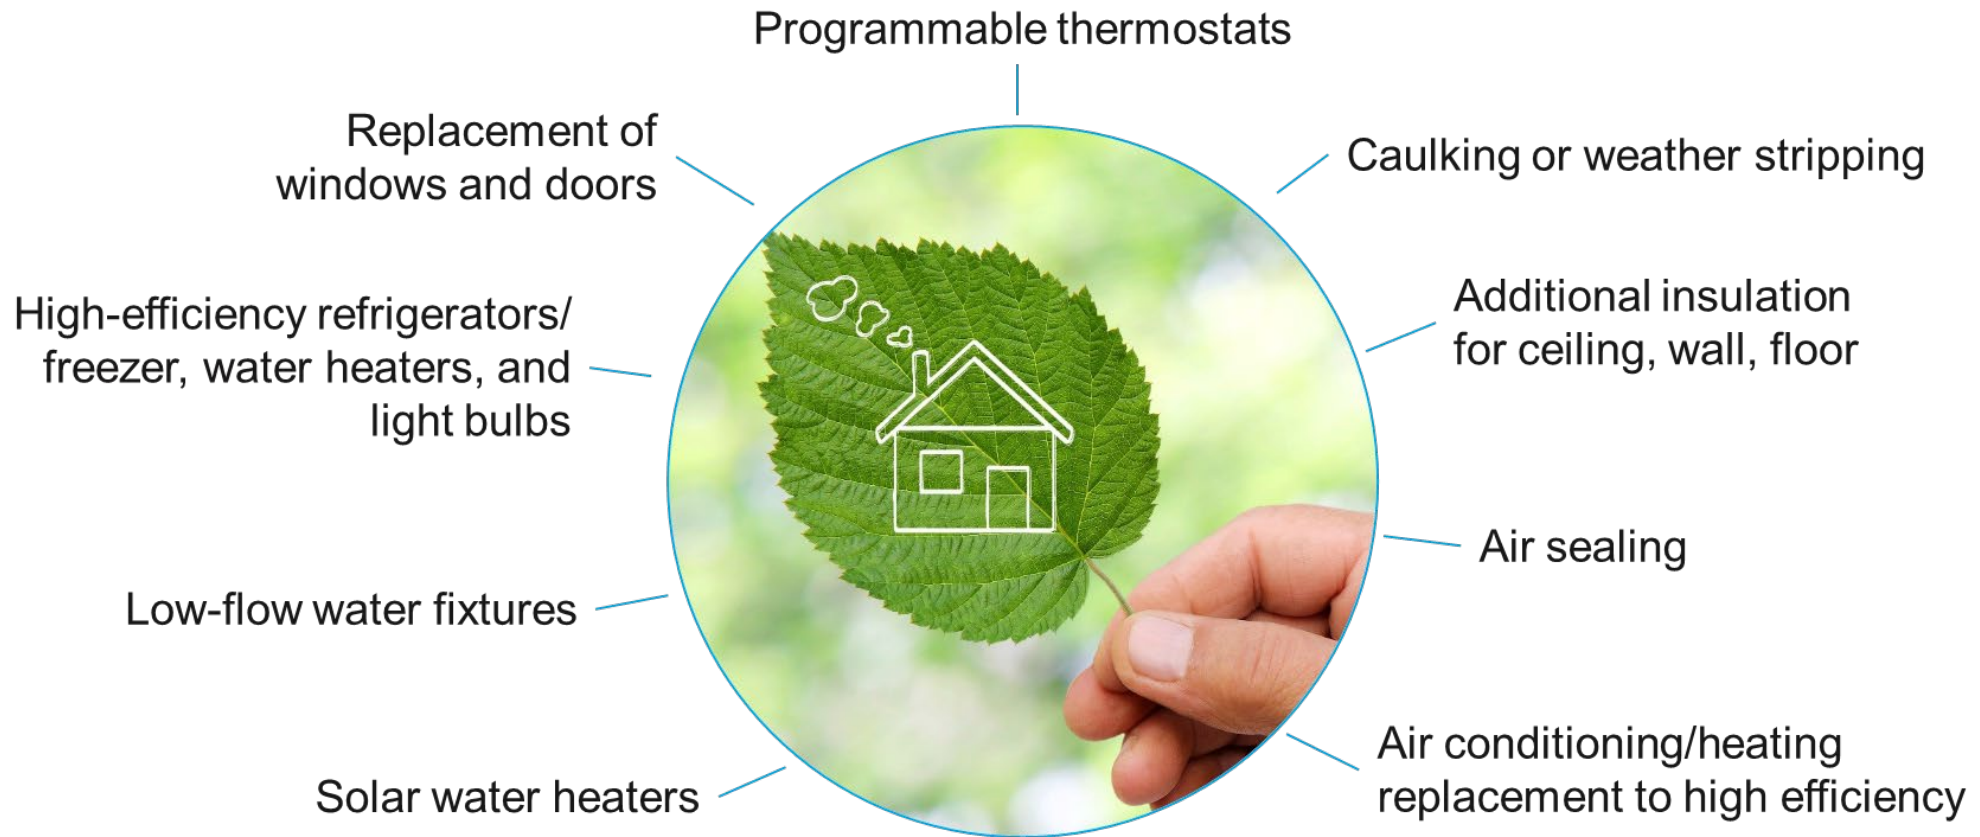 Programmable thermostats
Caulking or weather stripping
Additional insulation
for ceiling, wall, floor
Air sealing
Air conditioning/heating
replacement to high efficiency
Solar water heaters
Low-flow water fixtures
High-efficiency refrigerators/
freezer, water heaters, and
light bulbs
Replacement of
windows and doors